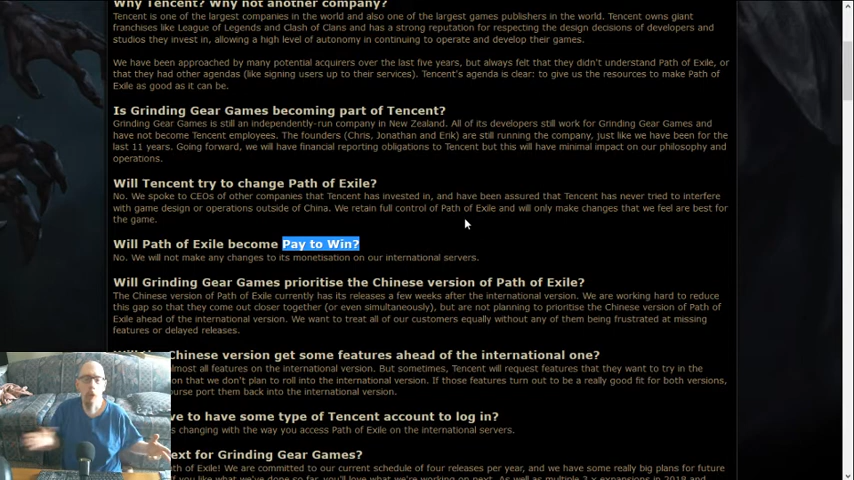 Why Tencent? Why not another company?
Tencent is one of the largest companies in the world and also one of the largest games publishers in the world. Tencent owns giant
franchises like League of Legends and Clash of Clans and has a strong reputation for respecting the design decisions of developers and
studios they invest in, allowing a high level of autonomy in continuing to operate and develop their games.
We have been approached by many potential acquirers over the last five years, but always felt that they didn't understand Path of Exile, or
that they had other agendas (like signing users up to their services). Tencent's agenda is clear: to give us the resources to make Path of
Exile as good as it can be.
Is Grinding Gear Games becoming part of Tencent?
Grinding Gear Games is still an independently-run company in New Zealand. All of its developers still work for Grinding Gear Games and
have not become Tencent employees. The founders (Chris, Jonathan and Erik) are still running the company, just like we have been for the
last 11 years. Going forward, we will have financial reporting obligations to Tencent but this will have minimal impact on our philosophy and
operations.
Will Tencent try to change Path of Exile?
No. We spoke to CEOs of other companies that Tencent has invested in, and have been assured that Tencent has never tried to interfere
with game design or operations outside of China. We retain full control of Path of Exile and will only make changes that we feel are best for
the game.
Will Path of Exile become Pay to Win?
No. We will not make any changes to its monetisation on our international servers.
Will Grinding Gear Games prioritise the Chinese version of Path of Exile?
The Chinese version of Path of Exile currently has its releases a few weeks after the international version. We are working hard to reduce
this gap so that they come out closer together (or even simultaneously), but are not planning to prioritise the Chinese version of Path of
Exile ahead of the international version. We want to treat all of our customers equally without any of them being frustrated at missing
features or delayed releases.
Chinese version get some features ahead of the international one?
almost all features on the international version. But sometimes, Tencent will request features that they want to try in the
that we don't plan to roll into the international version. If those features turn out to be a really good fit for both versions,
port them back into the international version.
to have some type of Tencent account to log in?
changing with the way you access Path of Exile on the international servers.
for Grinding Gear Games?
of Exile! We are committed to our current schedule of four releases per year, and we have some really big plans for future
you like what we've done so far, you'll love what we're working on next. As well as multiple 3.x expansions in 2018 and